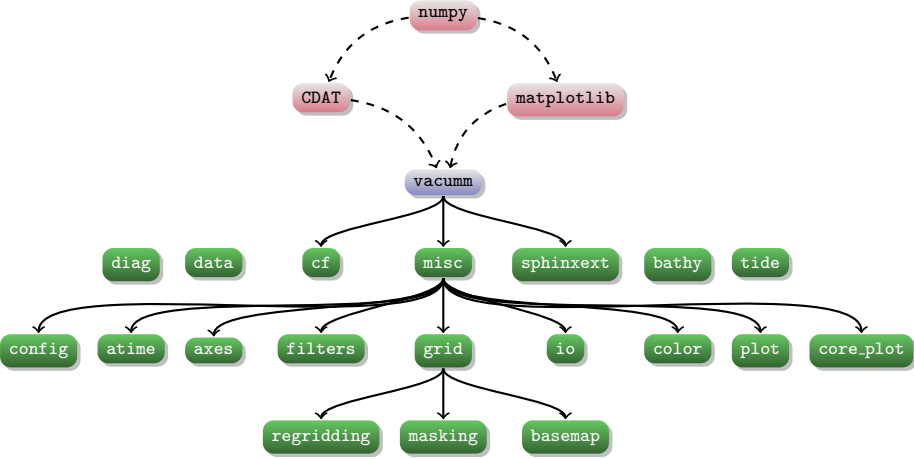 numpy
CDAT
matplotlib
vacumm
diag
data
cf
misc
sphinxext
bathy
tide
config
atime
axes
filters
grid
io
color
plot
core_plot
regridding
masking
basemap